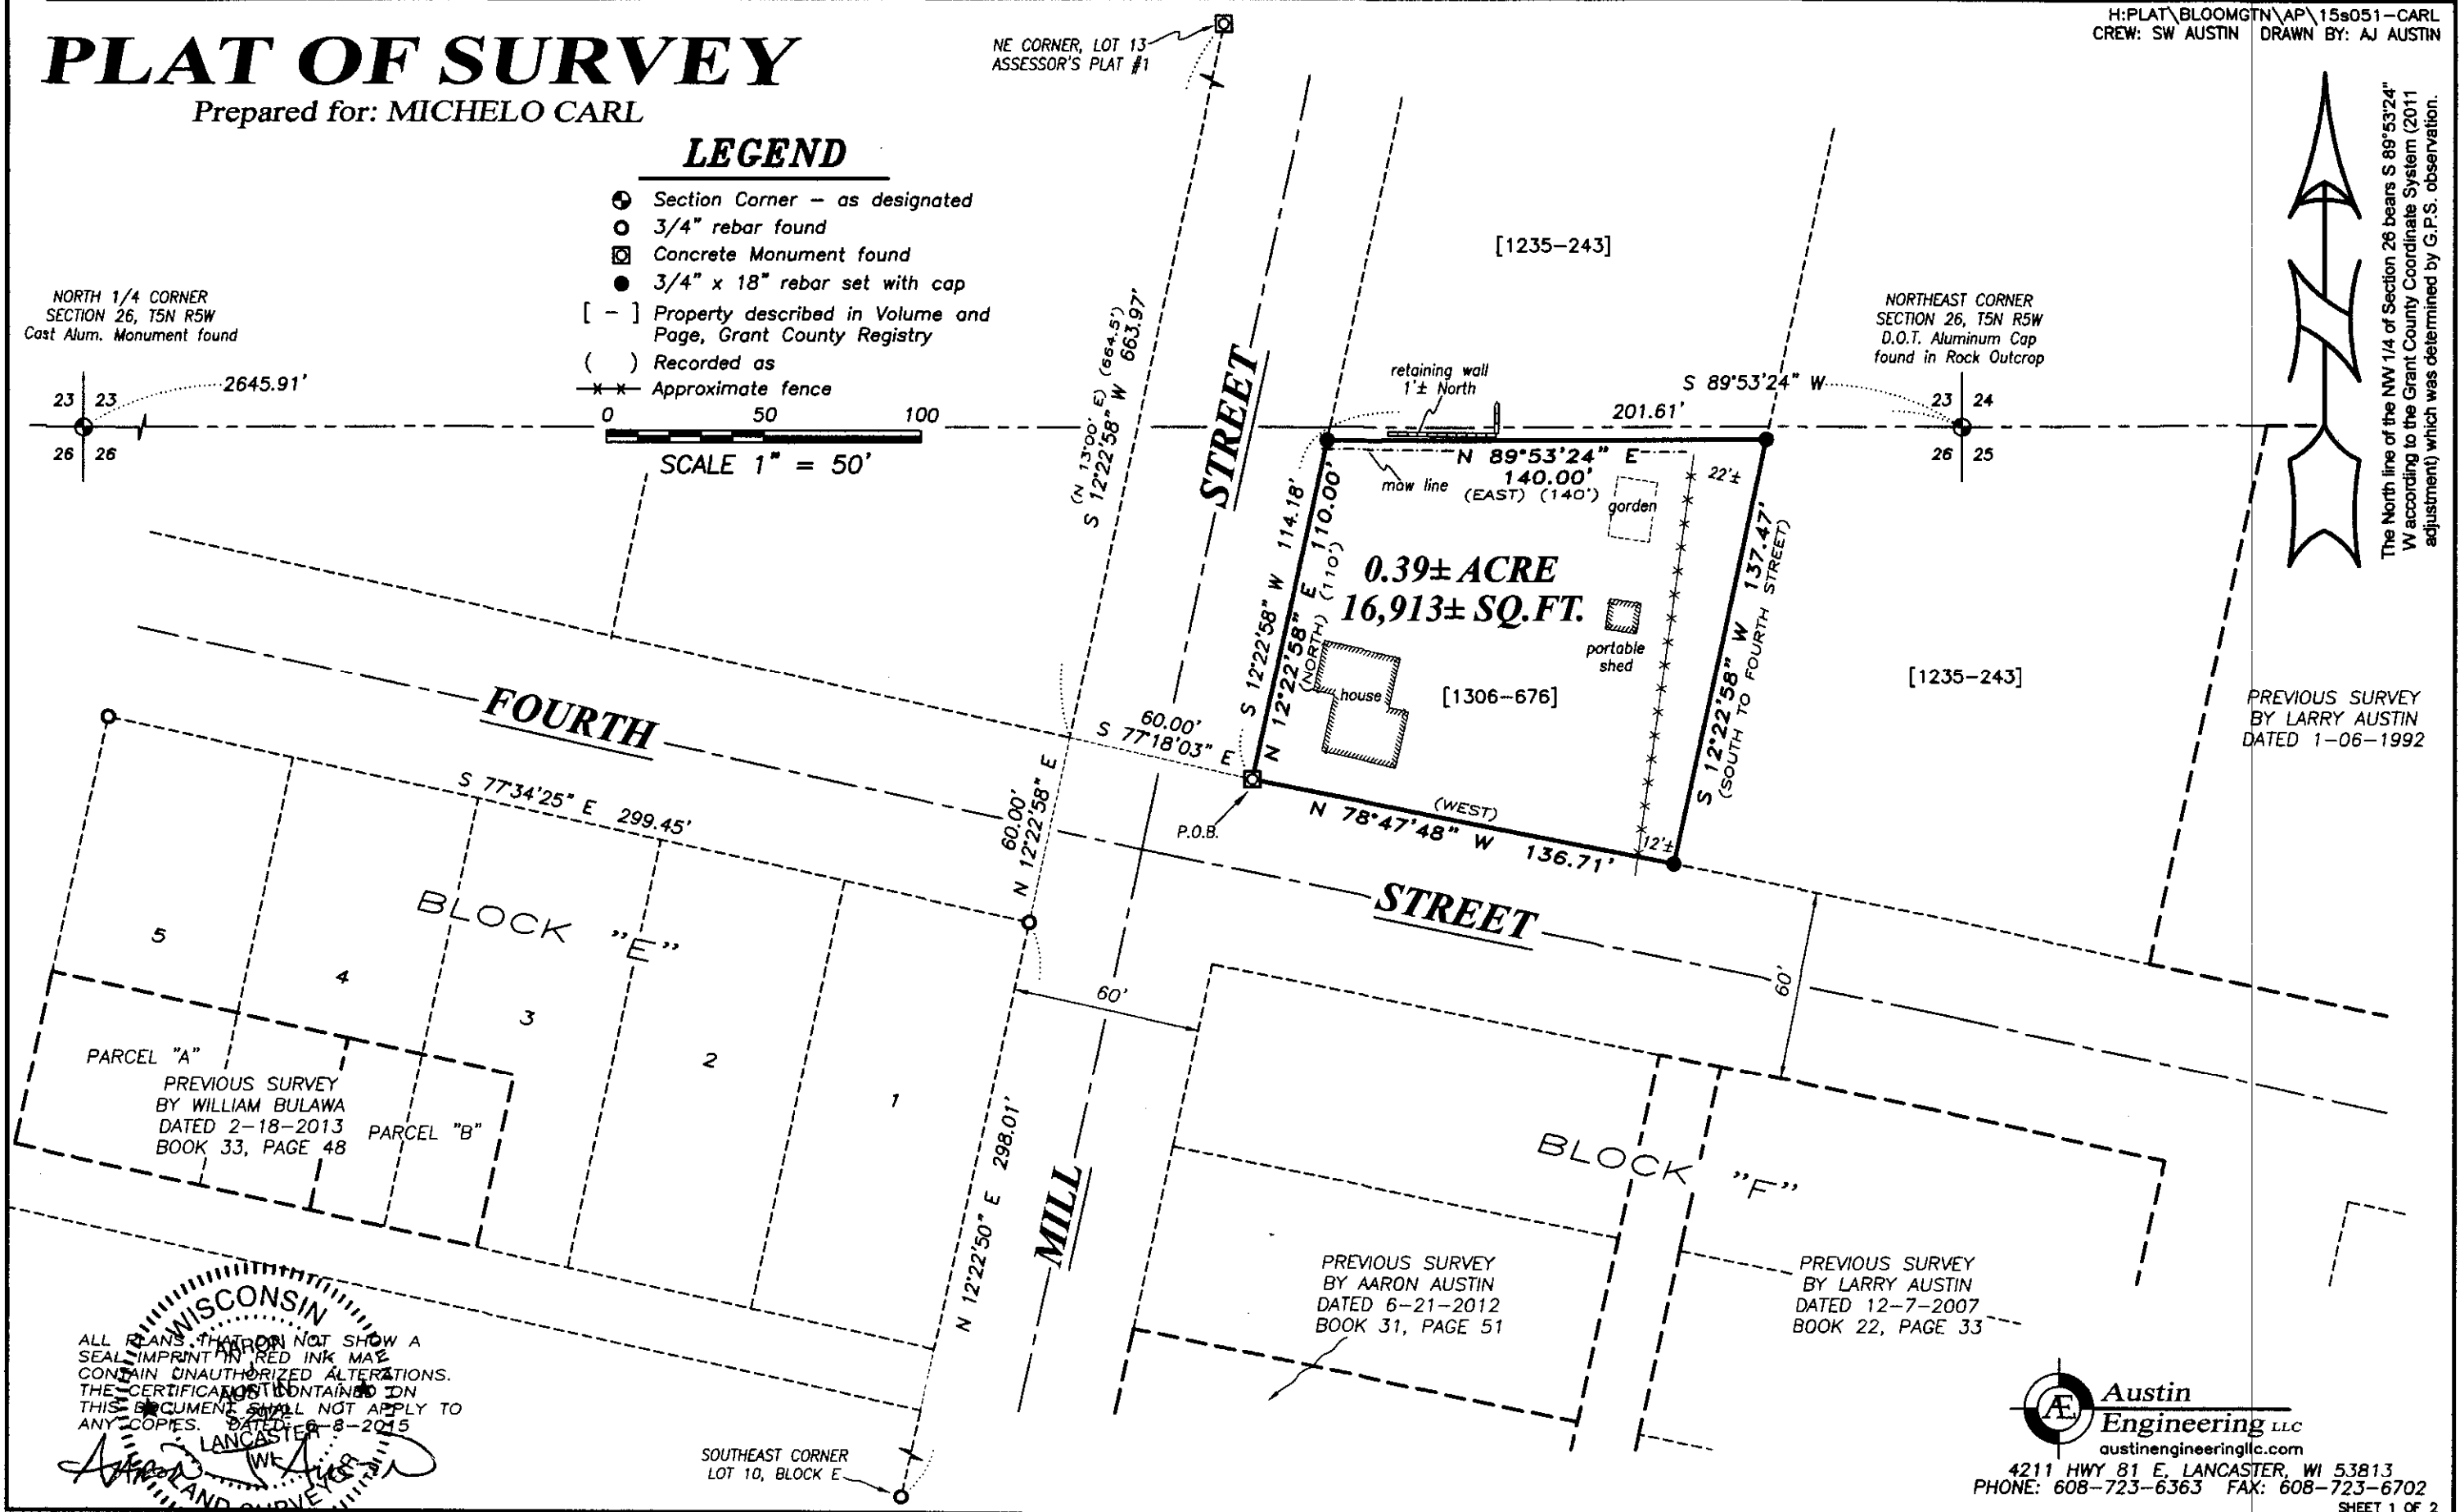 H:PLAT\BLOOMGTN\AP\15s051-CARL
CREW: SW AUSTIN DRAWN BY: AJ AUSTIN
PLAT OF SURVEY
Prepared for: MICHELO CARL
LEGEND
Section Corner - as designated
3/4" rebar found
Concrete Monument found
3/4" x 18" rebar set with cap
[ - ] Property described in Volume and
Page, Grant County Registry
( ) Recorded as
Approximate fence
0 50 100
SCALE 1" = 50'
NE CORNER, LOT 13
ASSESSOR'S PLAT #1
The North line of the NW 1/4 of Section 26 bears S 89°53'24"
W according to the Grant County Coordinate System (2011
adjustment) which was determined by G.P.S. observation.
NORTH 1/4 CORNER
SECTION 26, T5N R5W
Cast Alum. Monument found
2645.91'
23 23
26 26
(N 13°00' E) (664.5')
S 12°22'58" W 663.97'
STREET
[1235-243]
NORTHEAST CORNER
SECTION 26, T5N R5W
D.O.T. Aluminum Cap
found in Rock Outcrop
23 24
26 25
retaining wall
1'± North
S 89°53'24" W
201.61'
N 89°53'24" E
140.00'
(EAST) (140')
mow line
22'±
garden
S 12°22'58" W 114.18'
N 12°22'58" E 110.00'
(NORTH) (110')
0.39± ACRE
16,913± SQ.FT.
portable
shed
house
[1306-676]
S 12°22'58" W 137.47'
(SOUTH TO FOURTH STREET)
[1235-243]
PREVIOUS SURVEY
BY LARRY AUSTIN
DATED 1-06-1992
FOURTH
60.00'
S 77°18'03" E
P.O.B.
(WEST)
N 78°47'48" W 136.71'
12'±
STREET
60'
S 77°34'25" E 299.45'
60.00'
N 12°22'58" E
BLOCK "E"
5
4
3
2
1
60'
PARCEL "A"
PREVIOUS SURVEY
BY WILLIAM BULAWA
DATED 2-18-2013
BOOK 33, PAGE 48
PARCEL "B"
N 12°22'50" E 298.01'
MILL
BLOCK "F"
PREVIOUS SURVEY
BY AARON AUSTIN
DATED 6-21-2012
BOOK 31, PAGE 51
PREVIOUS SURVEY
BY LARRY AUSTIN
DATED 12-7-2007
BOOK 22, PAGE 33
SOUTHEAST CORNER
LOT 10, BLOCK E
ALL PLANS THAT DO NOT SHOW A
SEAL IMPRINT IN RED INK MAY
CONTAIN UNAUTHORIZED ALTERATIONS.
THE CERTIFICATION CONTAINED ON
THIS DOCUMENT SHALL NOT APPLY TO
ANY COPIES. DATED: 6-8-2015
WISCONSIN
AARON
J
AUSTIN
LANCASTER
WI
LAND SURVEYOR
Æ
Austin
Engineering LLC
austinengineeringllc.com
4211 HWY 81 E, LANCASTER, WI 53813
PHONE: 608-723-6363 FAX: 608-723-6702
SHEET 1 OF 2